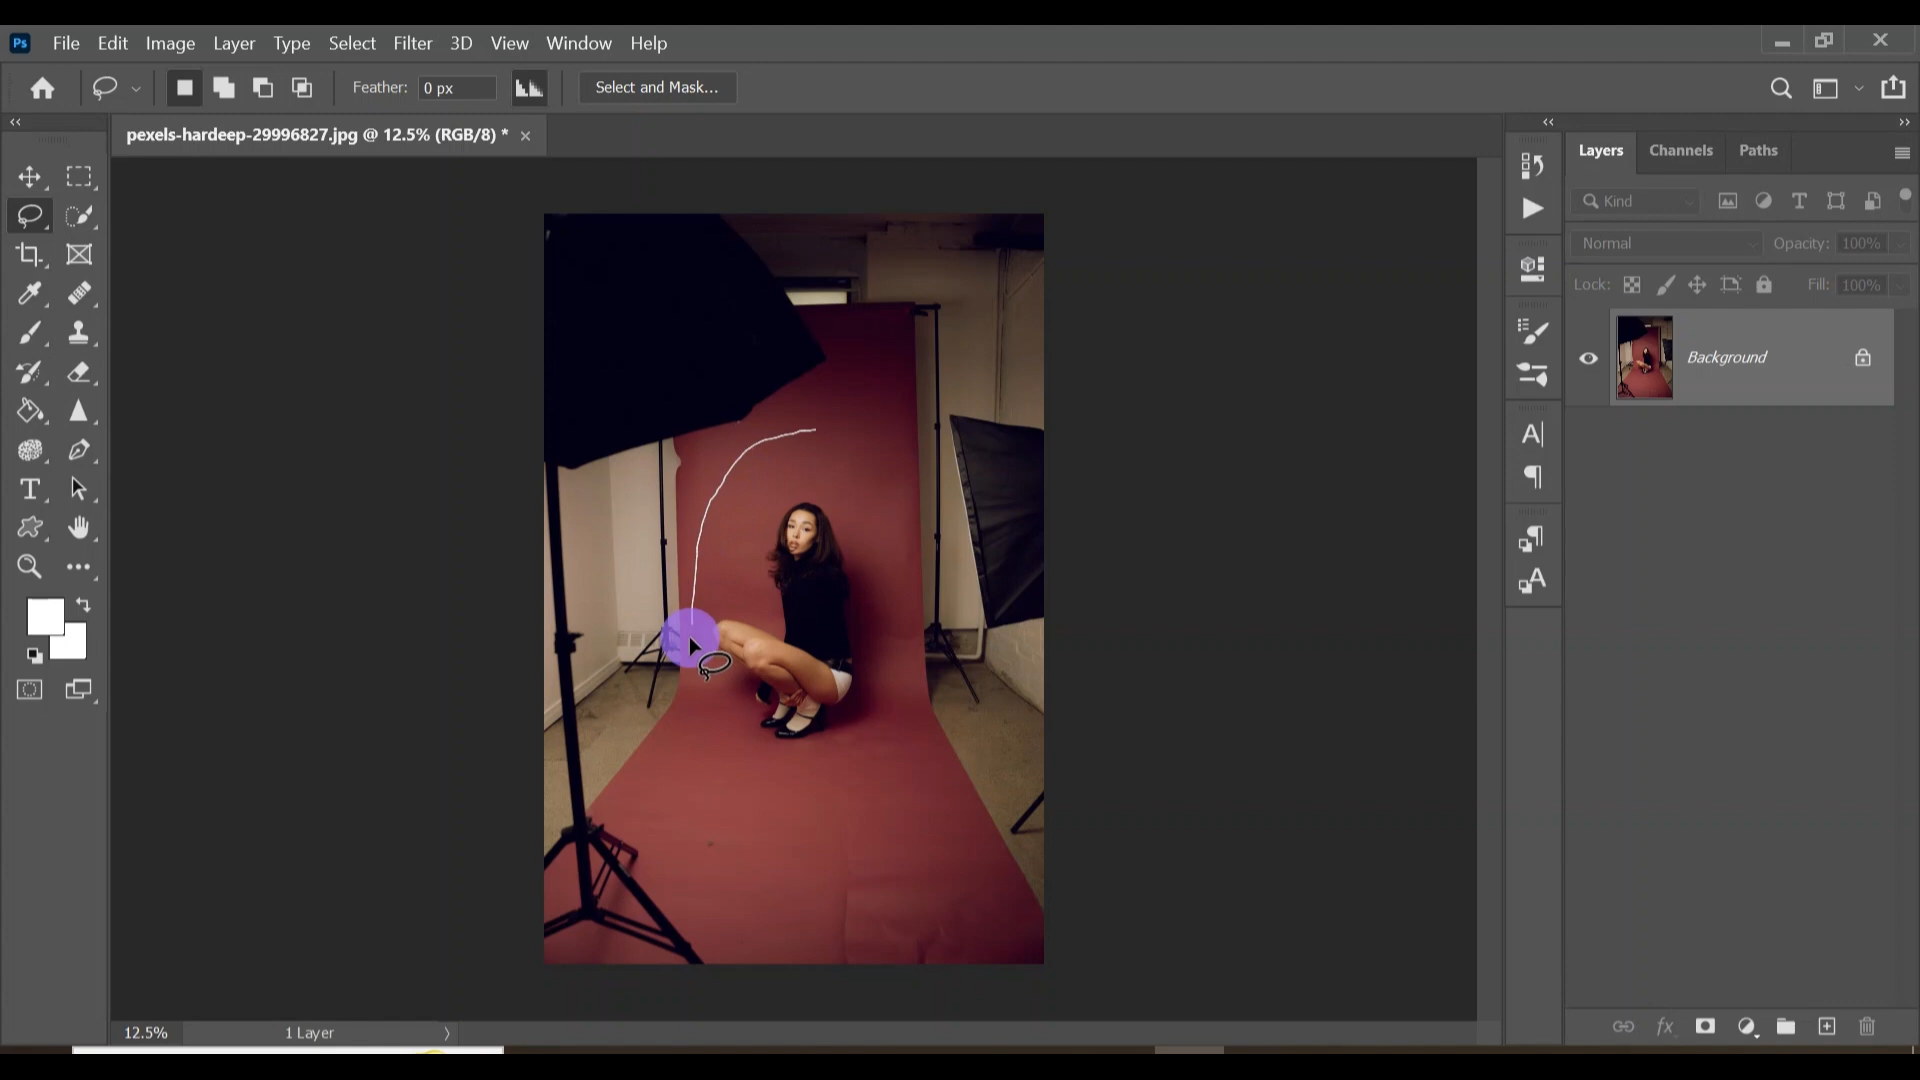 Ps File Edit Image Layer Type Select Filter 3D View Window Help
Feather: 0 px Select and Mask...
pexels-hardeep-29996827.jpg @ 12.5% (RGB/8) *
Layers Channels Paths
Kind
Normal Opacity: 100%
Lock: Fill: 100%
Background
12.5% 1 Layer